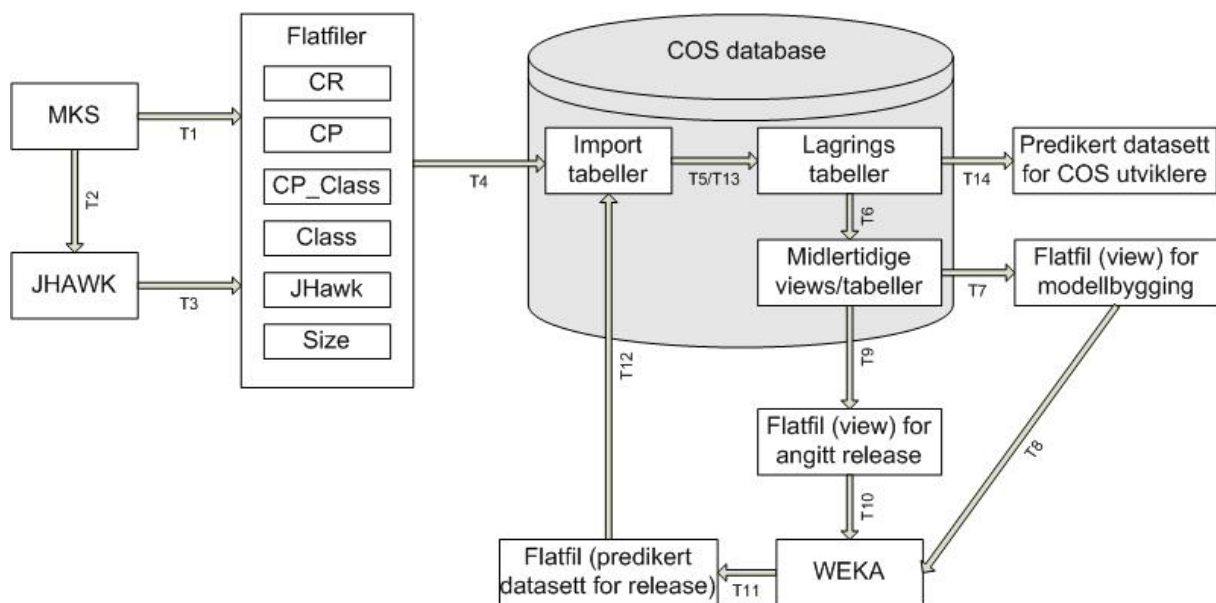 Flatfiler
CR
CP
CP_Class
Class
JHawk
Size
MKS
T1
T2
JHAWK
T3
T4
COS database
Import
tabeller
T5/T13
Lagrings
tabeller
T14
Predikert datasett
for COS utviklere
T6
Midlertidige
views/tabeller
T7
Flatfil (view) for
modellbygging
T9
T12
T8
Flatfil (view) for
angitt release
T10
Flatfil (predikert
datasett for release)
T11
WEKA